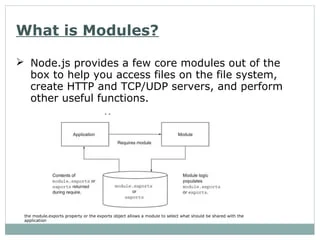 What is Modules?
➢ Node.js provides a few core modules out of the
box to help you access files on the file system,
create HTTP and TCP/UDP servers, and perform
other useful functions.
Application
Module
Requires module
Contents of
module.exports or
exports returned
during require.
module.exports
or
exports
Module logic
populates
module.exports
or exports.
the module.exports property or the exports object allows a module to select what should be shared with the
application